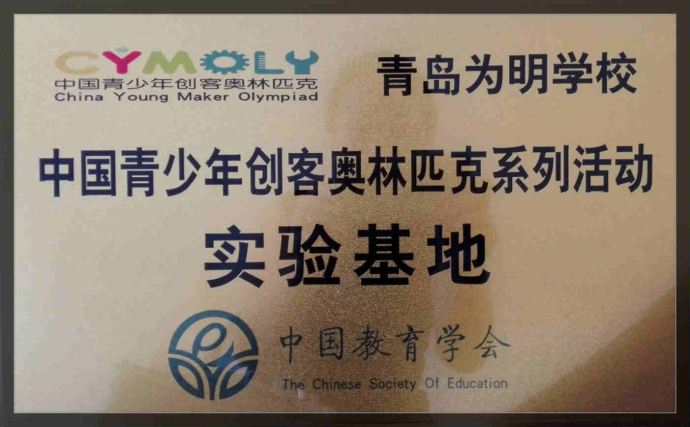 CYMOLY
中国青少年创客奥林匹克
China Young Maker Olympiad
青岛为明学校
中国青少年创客奥林匹克系列活动
实验基地
中国教育学会
The Chinese Society Of Education